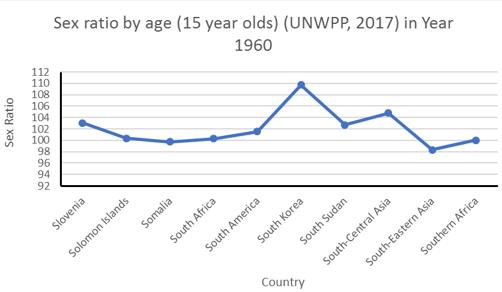 Sex ratio by age (15 year olds) (UNWPP, 2017) in Year
1960
112
110
108
106
104
102
100
98
96
94
92
Sex Ratio
Slovenia
Solomon Islands
Somalia
South Africa
South America
South Korea
South Sudan
South-Central Asia
South-Eastern Asia
Southern Africa
Country